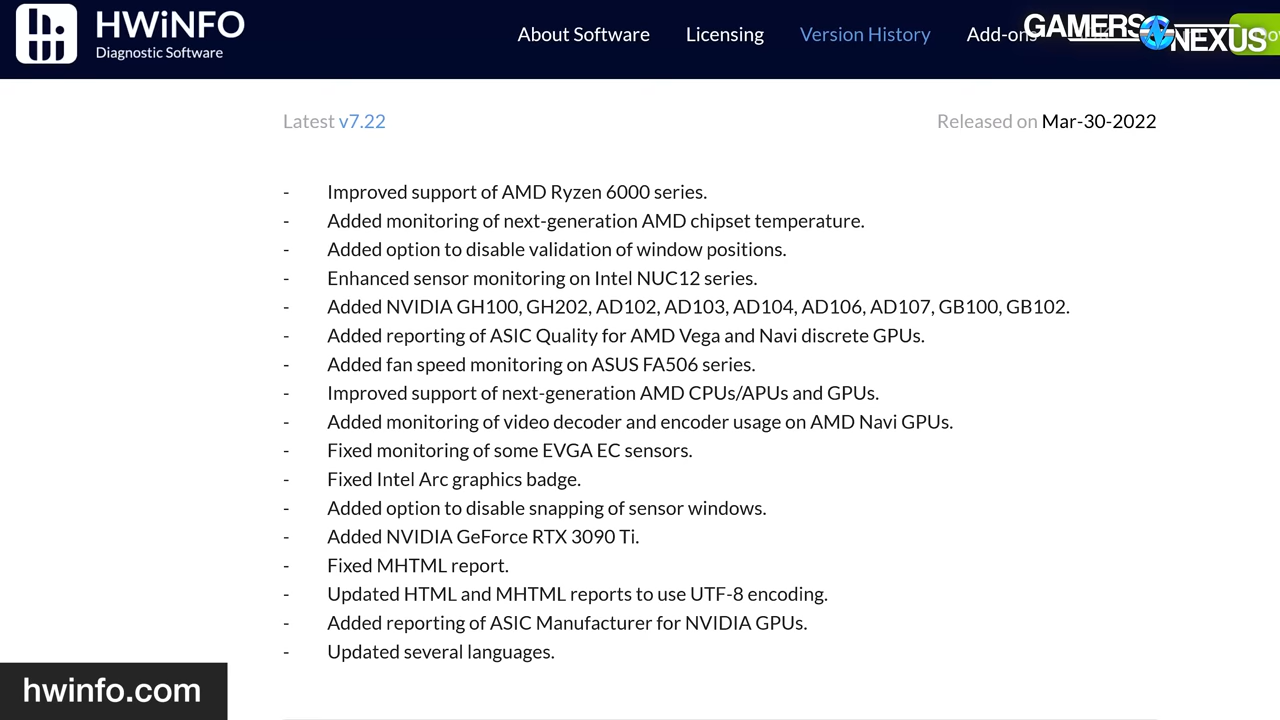 HWiNFO
Diagnostic Software
About Software
Licensing
Version History
Add-ons
GAMERS NEXUS
Latest v7.22
Released on Mar-30-2022
- Improved support of AMD Ryzen 6000 series.
- Added monitoring of next-generation AMD chipset temperature.
- Added option to disable validation of window positions.
- Enhanced sensor monitoring on Intel NUC12 series.
- Added NVIDIA GH100, GH202, AD102, AD103, AD104, AD106, AD107, GB100, GB102.
- Added reporting of ASIC Quality for AMD Vega and Navi discrete GPUs.
- Added fan speed monitoring on ASUS FA506 series.
- Improved support of next-generation AMD CPUs/APUs and GPUs.
- Added monitoring of video decoder and encoder usage on AMD Navi GPUs.
- Fixed monitoring of some EVGA EC sensors.
- Fixed Intel Arc graphics badge.
- Added option to disable snapping of sensor windows.
- Added NVIDIA GeForce RTX 3090 Ti.
- Fixed MHTML report.
- Updated HTML and MHTML reports to use UTF-8 encoding.
- Added reporting of ASIC Manufacturer for NVIDIA GPUs.
- Updated several languages.
hwinfo.com